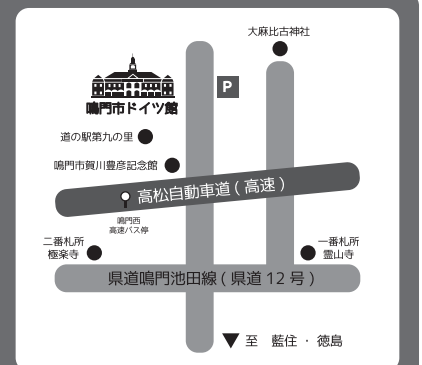 大麻比古神社
P
鳴門市ドイツ館
道の駅第九の里
鳴門市賀川豊彦記念館
高松自動車道 ( 高速 )
鳴門西
高速バス停
二番札所
極楽寺
一番札所
霊山寺
県道鳴門池田線 ( 県道 12 号 )
至 藍住 ・ 徳島